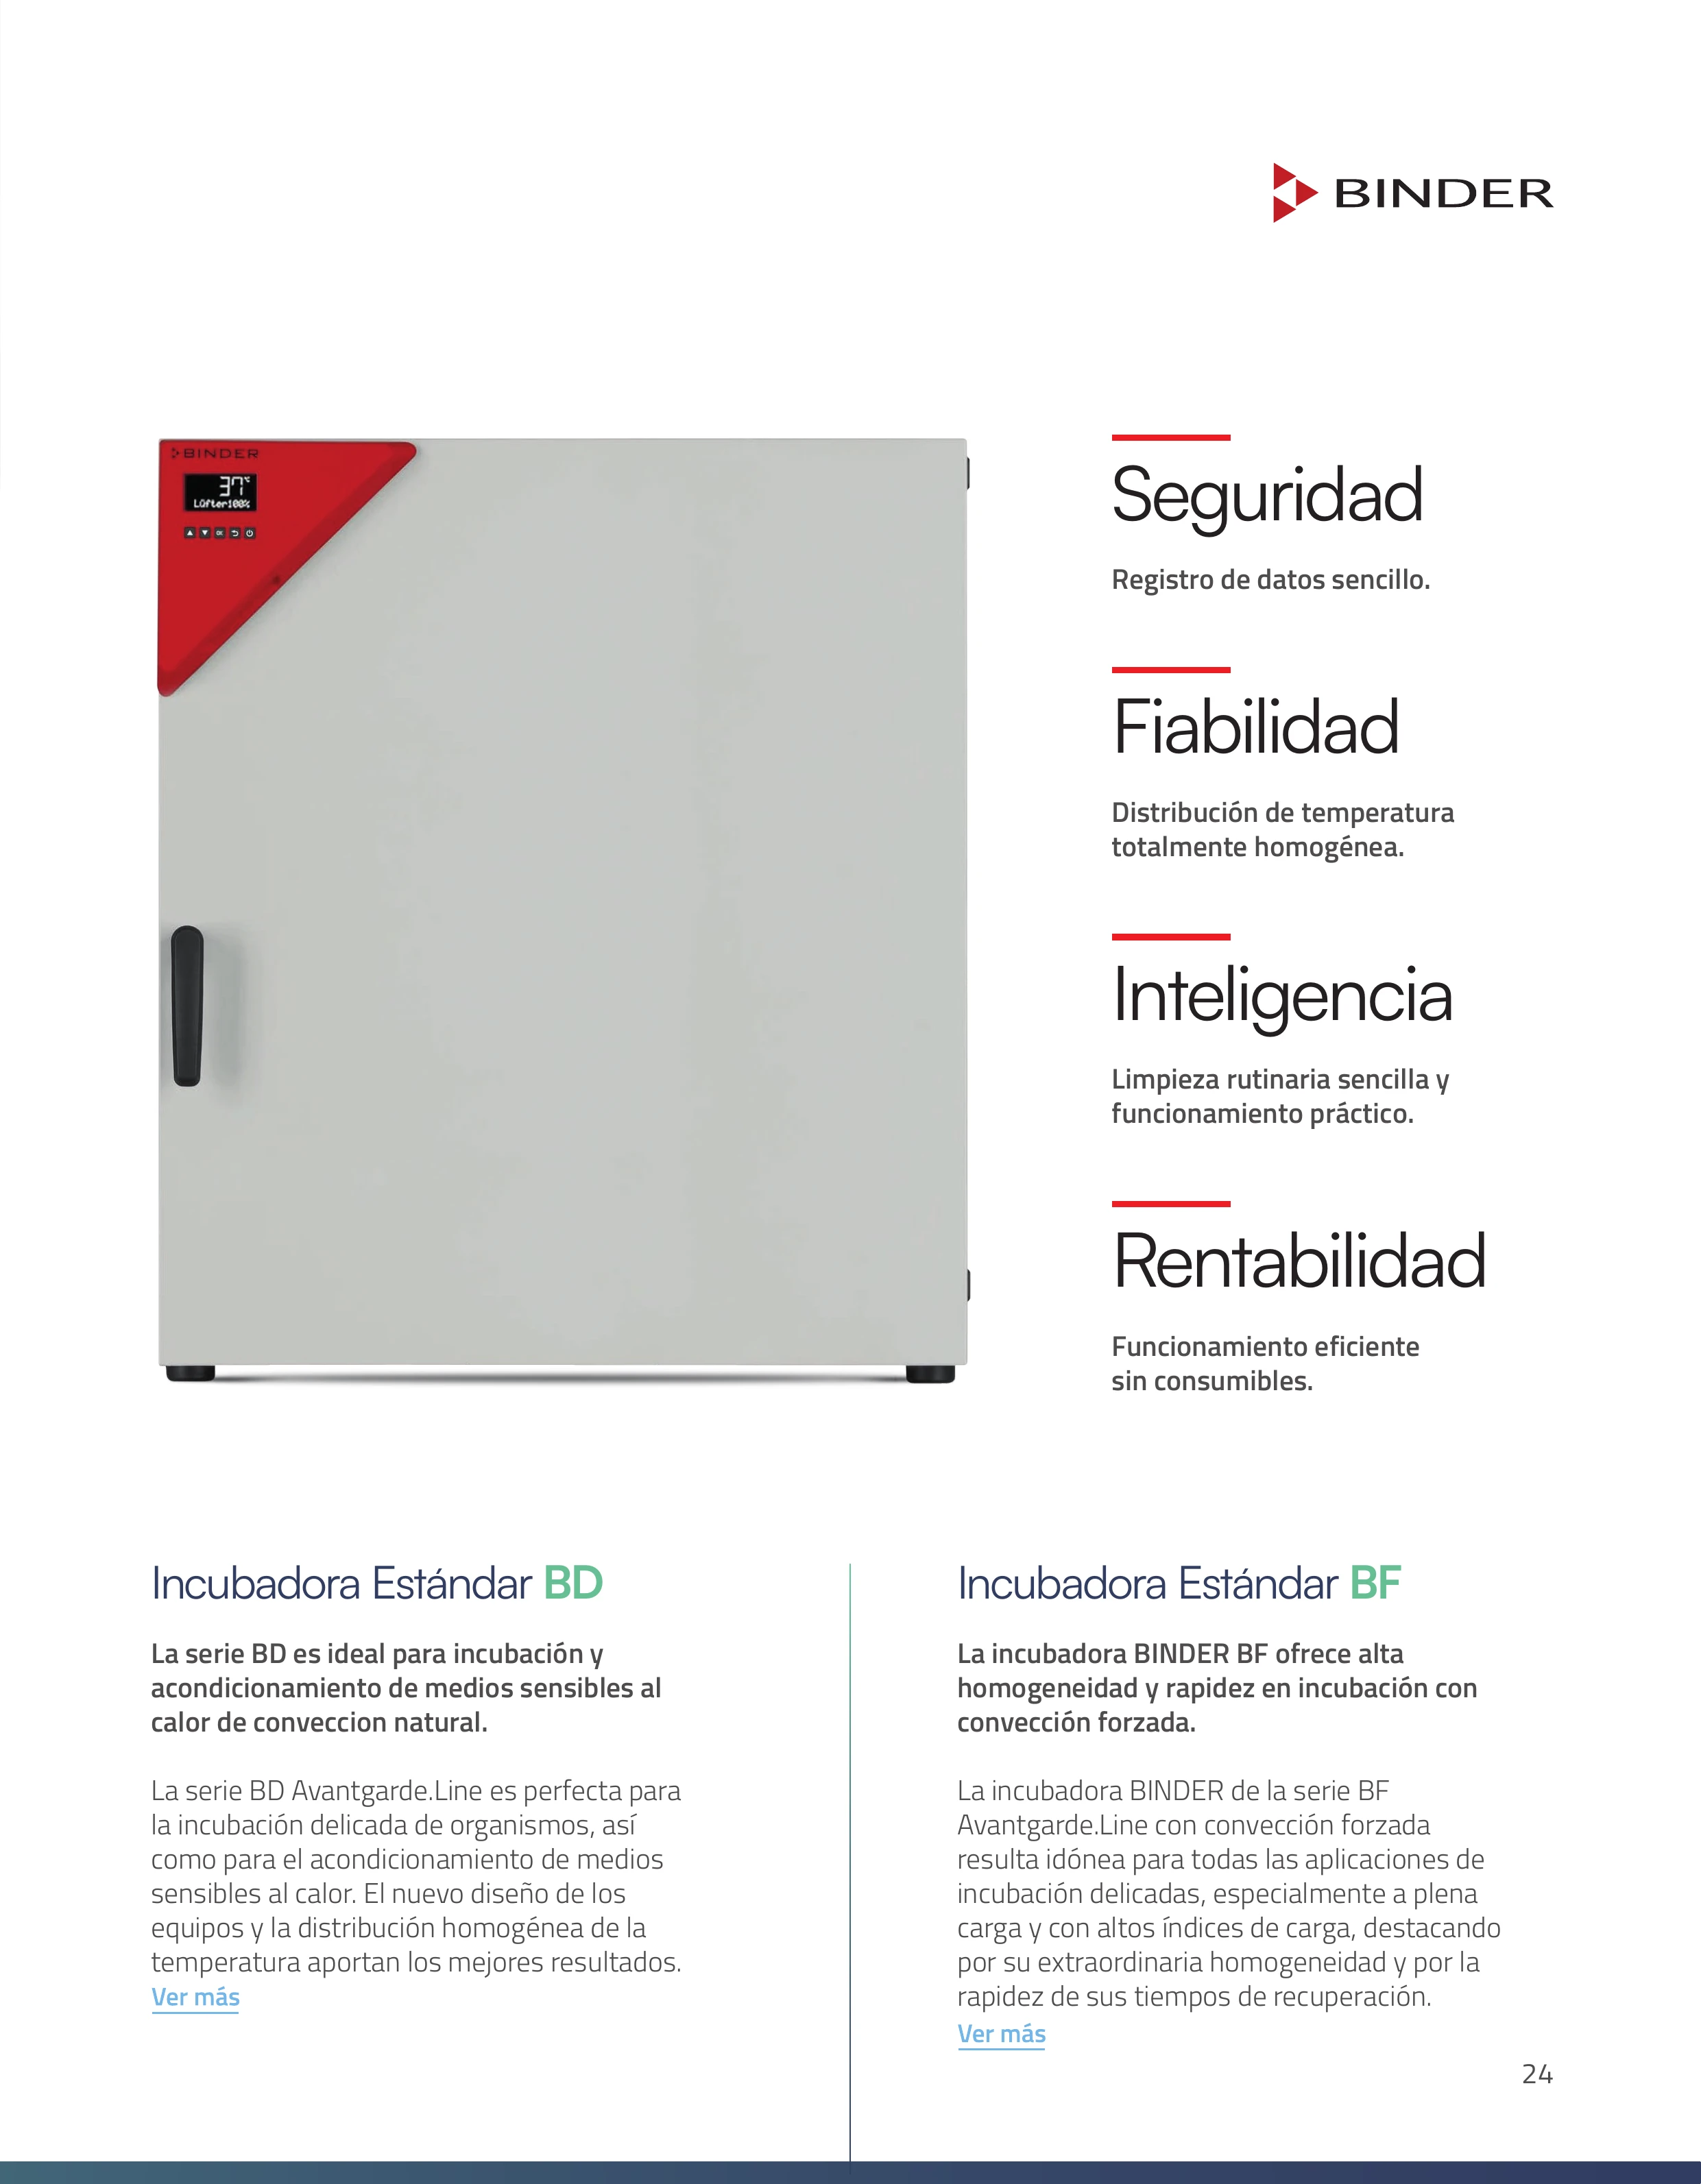 BINDER
BINDER
37°C
Lüfter100%
OK
Seguridad
Registro de datos sencillo.
Fiabilidad
Distribución de temperatura
totalmente homogénea.
Inteligencia
Limpieza rutinaria sencilla y
funcionamiento práctico.
Rentabilidad
Funcionamiento eficiente
sin consumibles.
Incubadora Estándar BD
La serie BD es ideal para incubación y
acondicionamiento de medios sensibles al
calor de conveccion natural.
La serie BD Avantgarde.Line es perfecta para
la incubación delicada de organismos, así
como para el acondicionamiento de medios
sensibles al calor. El nuevo diseño de los
equipos y la distribución homogénea de la
temperatura aportan los mejores resultados.
Ver más
Incubadora Estándar BF
La incubadora BINDER BF ofrece alta
homogeneidad y rapidez en incubación con
convección forzada.
La incubadora BINDER de la serie BF
Avantgarde.Line con convección forzada
resulta idónea para todas las aplicaciones de
incubación delicadas, especialmente a plena
carga y con altos índices de carga, destacando
por su extraordinaria homogeneidad y por la
rapidez de sus tiempos de recuperación.
Ver más
24